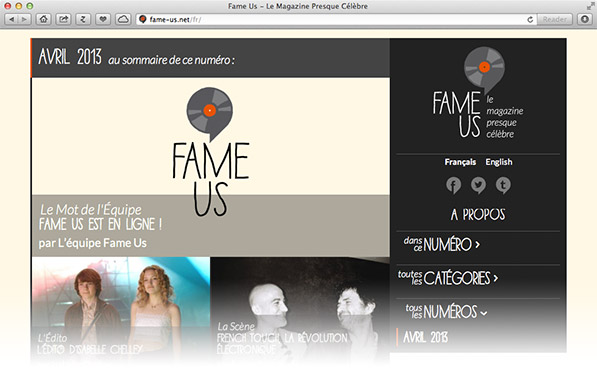 Fame Us – Le Magazine Presque Célèbre
fame-us.net/fr/
Reader
AVRIL 2013 au sommaire de ce numéro :
FAME
US
Le Mot de l'Équipe
FAME US EST EN LIGNE !
par L'équipe Fame Us
L'Édito
L'ÉDITO D'ISABELLE
La Scène
FRENCH TOUCH, LA RÉVOLUTION
ÉLECTRONIQUE
FAME
US
le
magazine
presque
célèbre
Français English
f t t
A PROPOS
dans ce NUMÉRO
toutes les CATÉGORIES
tous les NUMÉROS
AVRIL 2013